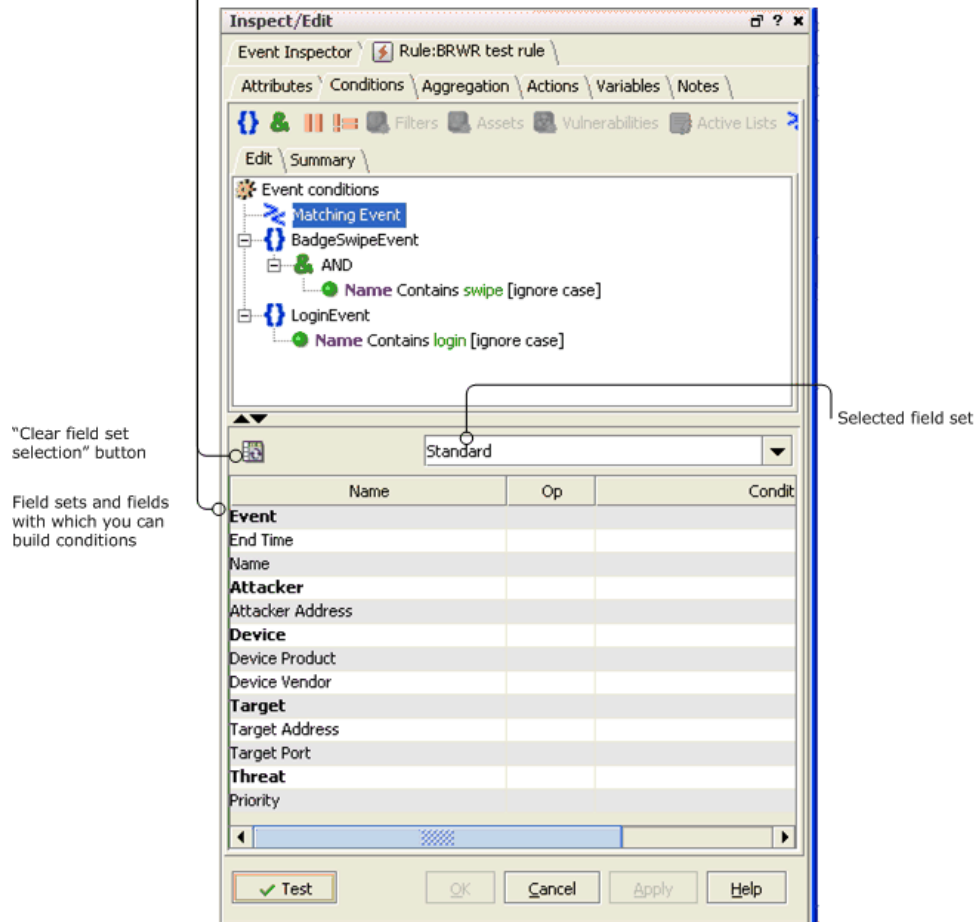 Inspect/Edit
Event Inspector Rule:BRWR test rule
Attributes Conditions Aggregation Actions Variables Notes
Filters Assets Vulnerabilities Active Lists
Edit Summary
Event conditions
Matching Event
BadgeSwipeEvent
AND
Name Contains swipe [ignore case]
LoginEvent
Name Contains login [ignore case]
Selected field set
"Clear field set
selection" button
Standard
Name Op Condit
Field sets and fields
with which you can
build conditions
Event
End Time
Name
Attacker
Attacker Address
Device
Device Product
Device Vendor
Target
Target Address
Target Port
Threat
Priority
Test OK Cancel Apply Help